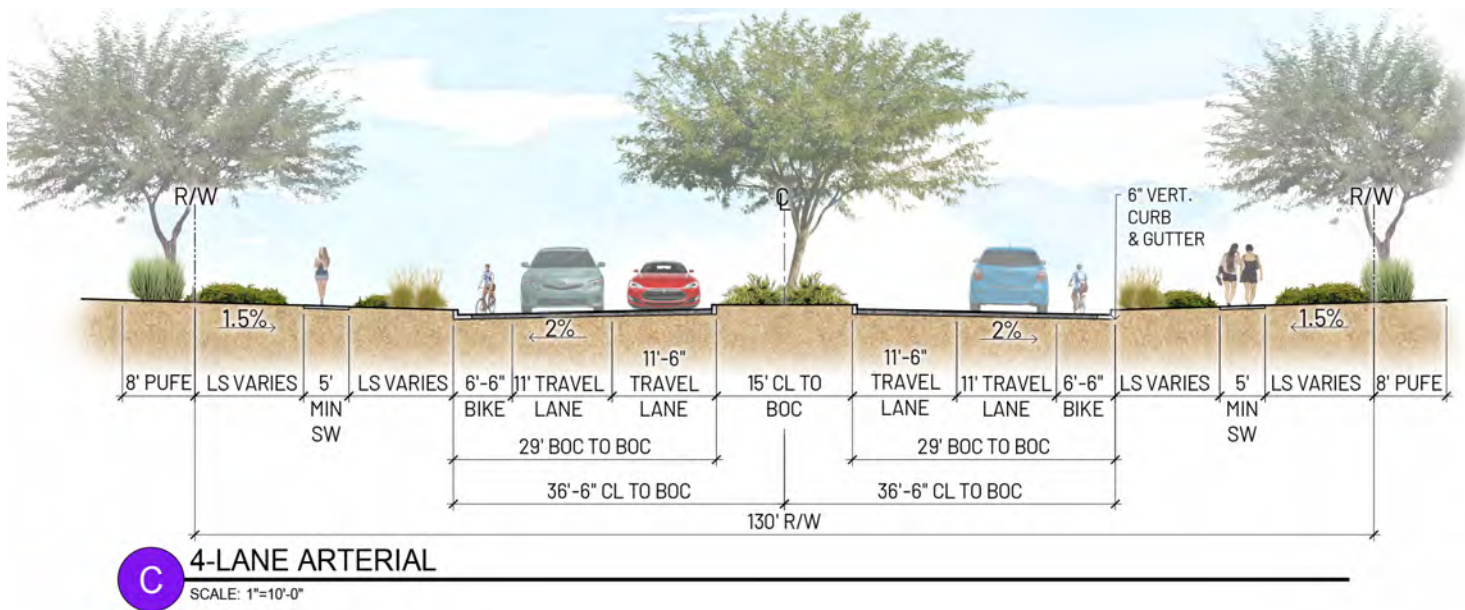 R/W
℄
6" VERT.
CURB
& GUTTER
R/W
1.5%
2%
2%
1.5%
8' PUFE
LS VARIES
5'
MIN
SW
LS VARIES
6'-6"
BIKE
11' TRAVEL
LANE
11'-6"
TRAVEL
LANE
15' CL TO
BOC
11'-6"
TRAVEL
LANE
11' TRAVEL
LANE
6'-6"
BIKE
LS VARIES
5'
MIN
SW
LS VARIES
8' PUFE
29' BOC TO BOC
29' BOC TO BOC
36'-6" CL TO BOC
36'-6" CL TO BOC
130' R/W
C
4-LANE ARTERIAL
SCALE: 1"=10'-0"